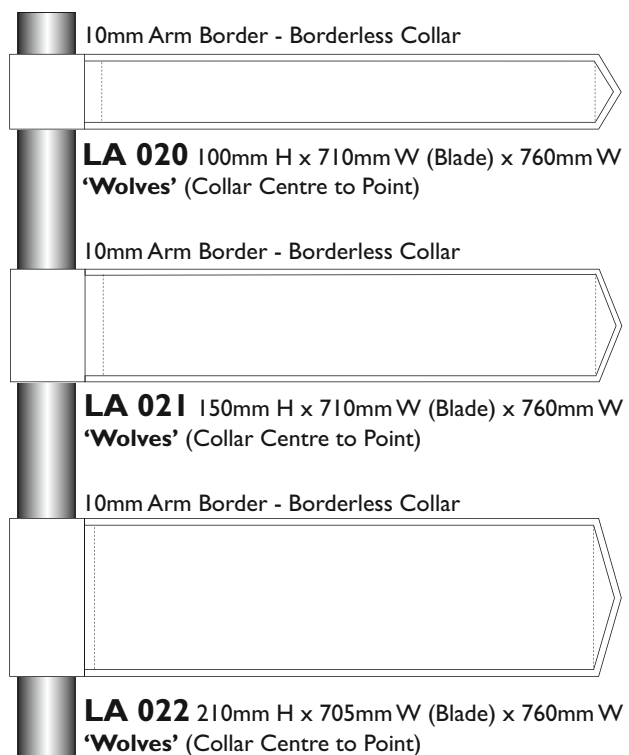 10mm Arm Border - Borderless Collar
LA 020 100mm H x 710mm W (Blade) x 760mm W
‘Wolves’ (Collar Centre to Point)
10mm Arm Border - Borderless Collar
LA 021 150mm H x 710mm W (Blade) x 760mm W
‘Wolves’ (Collar Centre to Point)
10mm Arm Border - Borderless Collar
LA 022 210mm H x 705mm W (Blade) x 760mm W
‘Wolves’ (Collar Centre to Point)